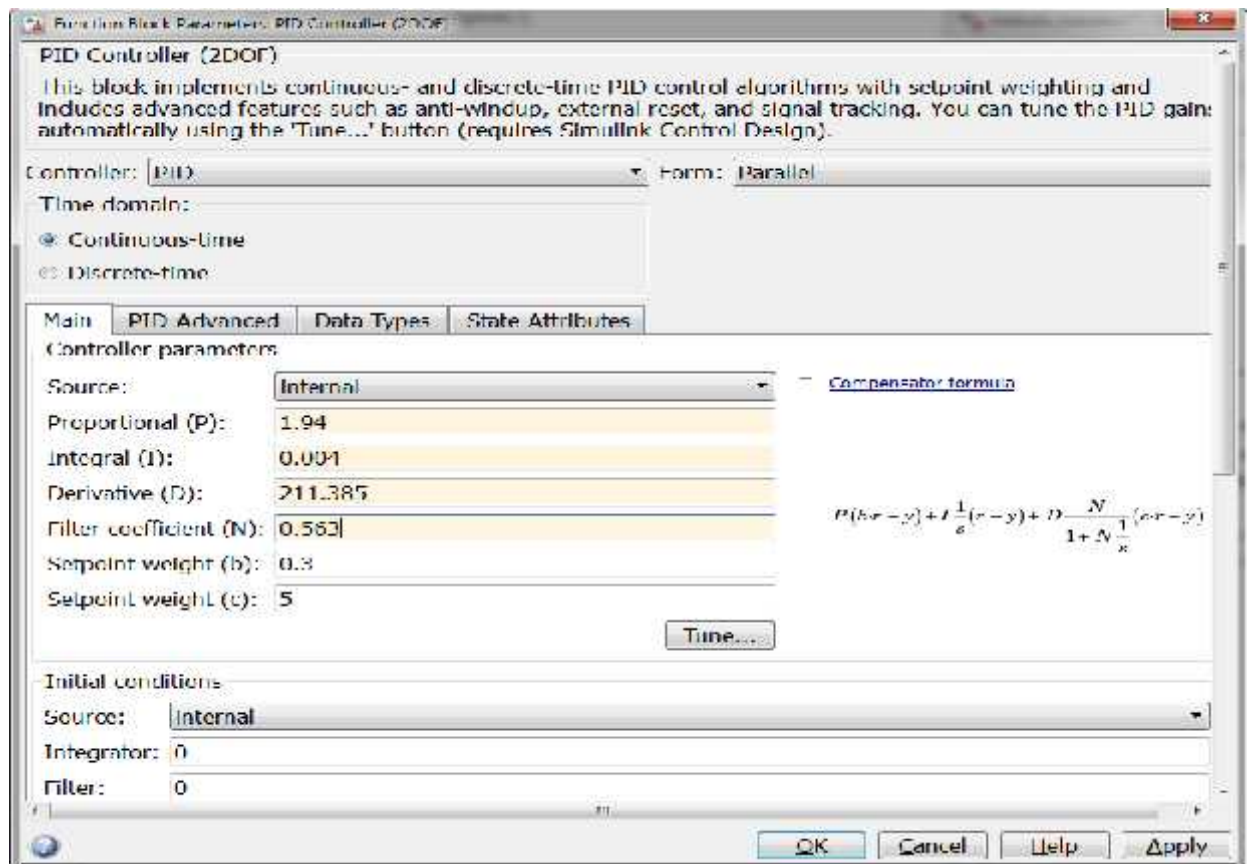 Function Block Parameters: PID Controller (2DOF)
PID Controller (2DOF)
This block implements continuous- and discrete-time PID control algorithms with setpoint weighting and
includes advanced features such as anti-windup, external reset, and signal tracking. You can tune the PID gains
automatically using the 'Tune...' button (requires Simulink Control Design).
Controller: PID Form: Parallel
Time domain:
Continuous-time
Discrete-time
Main PID Advanced Data Types State Attributes
Controller parameters
Source: Internal Compensator formula
Proportional (P): 1.94
Integral (I): 0.004
Derivative (D): 211.385
Filter coefficient (N): 0.563
P(b·r − y) + I 1/s (r − y) + D N/(1 + N 1/s) (c·r − y)
Setpoint weight (b): 0.3
Setpoint weight (c): 5
Tune...
Initial conditions
Source: Internal
Integrator: 0
Filter: 0
OK Cancel Help Apply